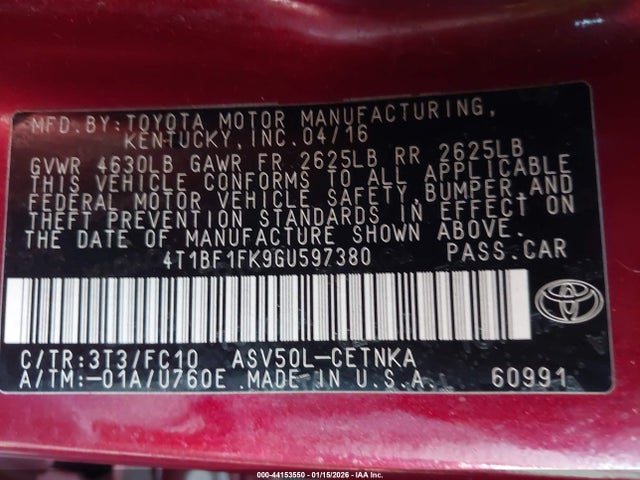 MFD.BY:TOYOTA MOTOR MANUFACTURING,
KENTUCKY,INC.04/16
GVWR 4630LB GAWR FR 2625LB RR 2625LB
THIS VEHICLE CONFORMS TO ALL APPLICABLE
FEDERAL MOTOR VEHICLE SAFETY,BUMPER,AND
THEFT PREVENTION STANDARDS IN EFFECT ON
THE DATE OF MANUFACTURE SHOWN ABOVE.
4T1BF1FK9GU597380 PASS.CAR
C/TR:3T3/FC10 ASV50L-CETNKA
A/TM:-01A/U760E MADE IN U.S.A. 60991
TOYOTA
000-44153550 - 01/15/2026 - IAA Inc.